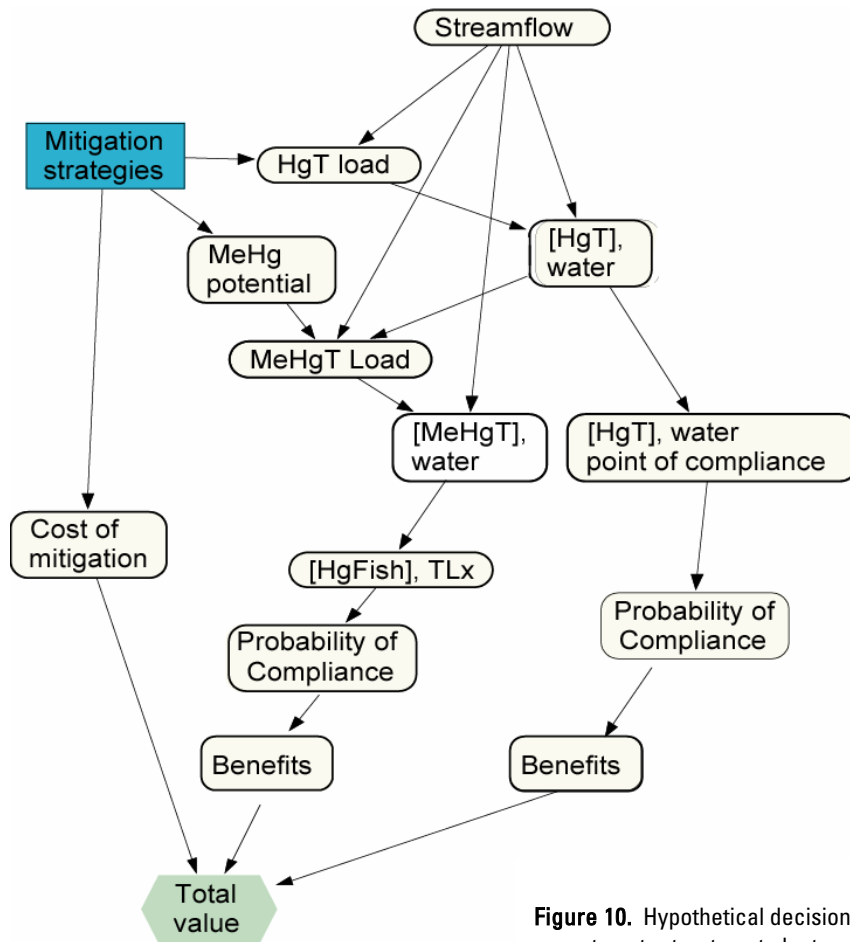 Streamflow
Mitigation
strategies
HgT load
[HgT],
water
MeHg
potential
MeHgT Load
[MeHgT],
water
[HgT], water
point of compliance
Cost of
mitigation
[HgFish], TLx
Probability of
Compliance
Probability of
Compliance
Benefits
Benefits
Total
value
Figure 10. Hypothetical decision